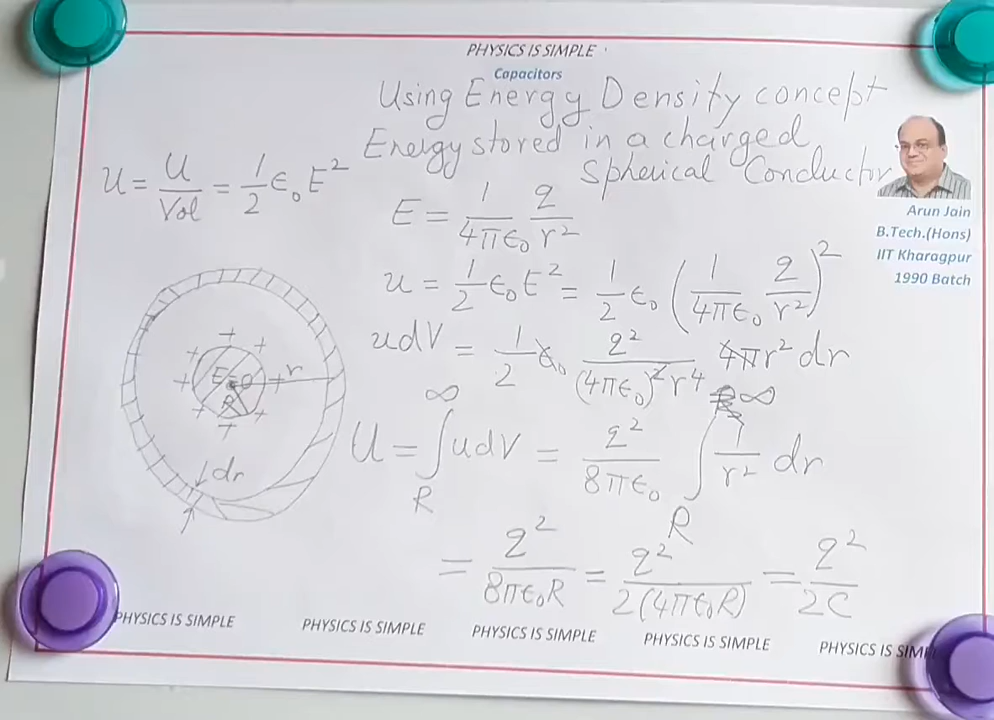 PHYSICS IS SIMPLE
Capacitors
Using Energy Density concept
Energy stored in a charged
Spherical Conductor
Arun Jain
B.Tech.(Hons)
IIT Kharagpur
1990 Batch
u = U/Vol = 1/2 ε₀ E²
E = 1/4πε₀ q/r²
u = 1/2 ε₀ E² = 1/2 ε₀ (1/4πε₀ q/r²)²
udV = 1/2 ε₀ q²/(4πε₀)² r⁴ 4πr² dr
U = ∫_R^∞ udV = q²/8πε₀ ∫_R^∞ 1/r² dr
= q²/8πε₀R = q²/2(4πε₀R) = q²/2C
+ + + + + + + +
E=0
R
r
dr
PHYSICS IS SIMPLE PHYSICS IS SIMPLE PHYSICS IS SIMPLE PHYSICS IS SIMPLE PHYSICS IS SIM